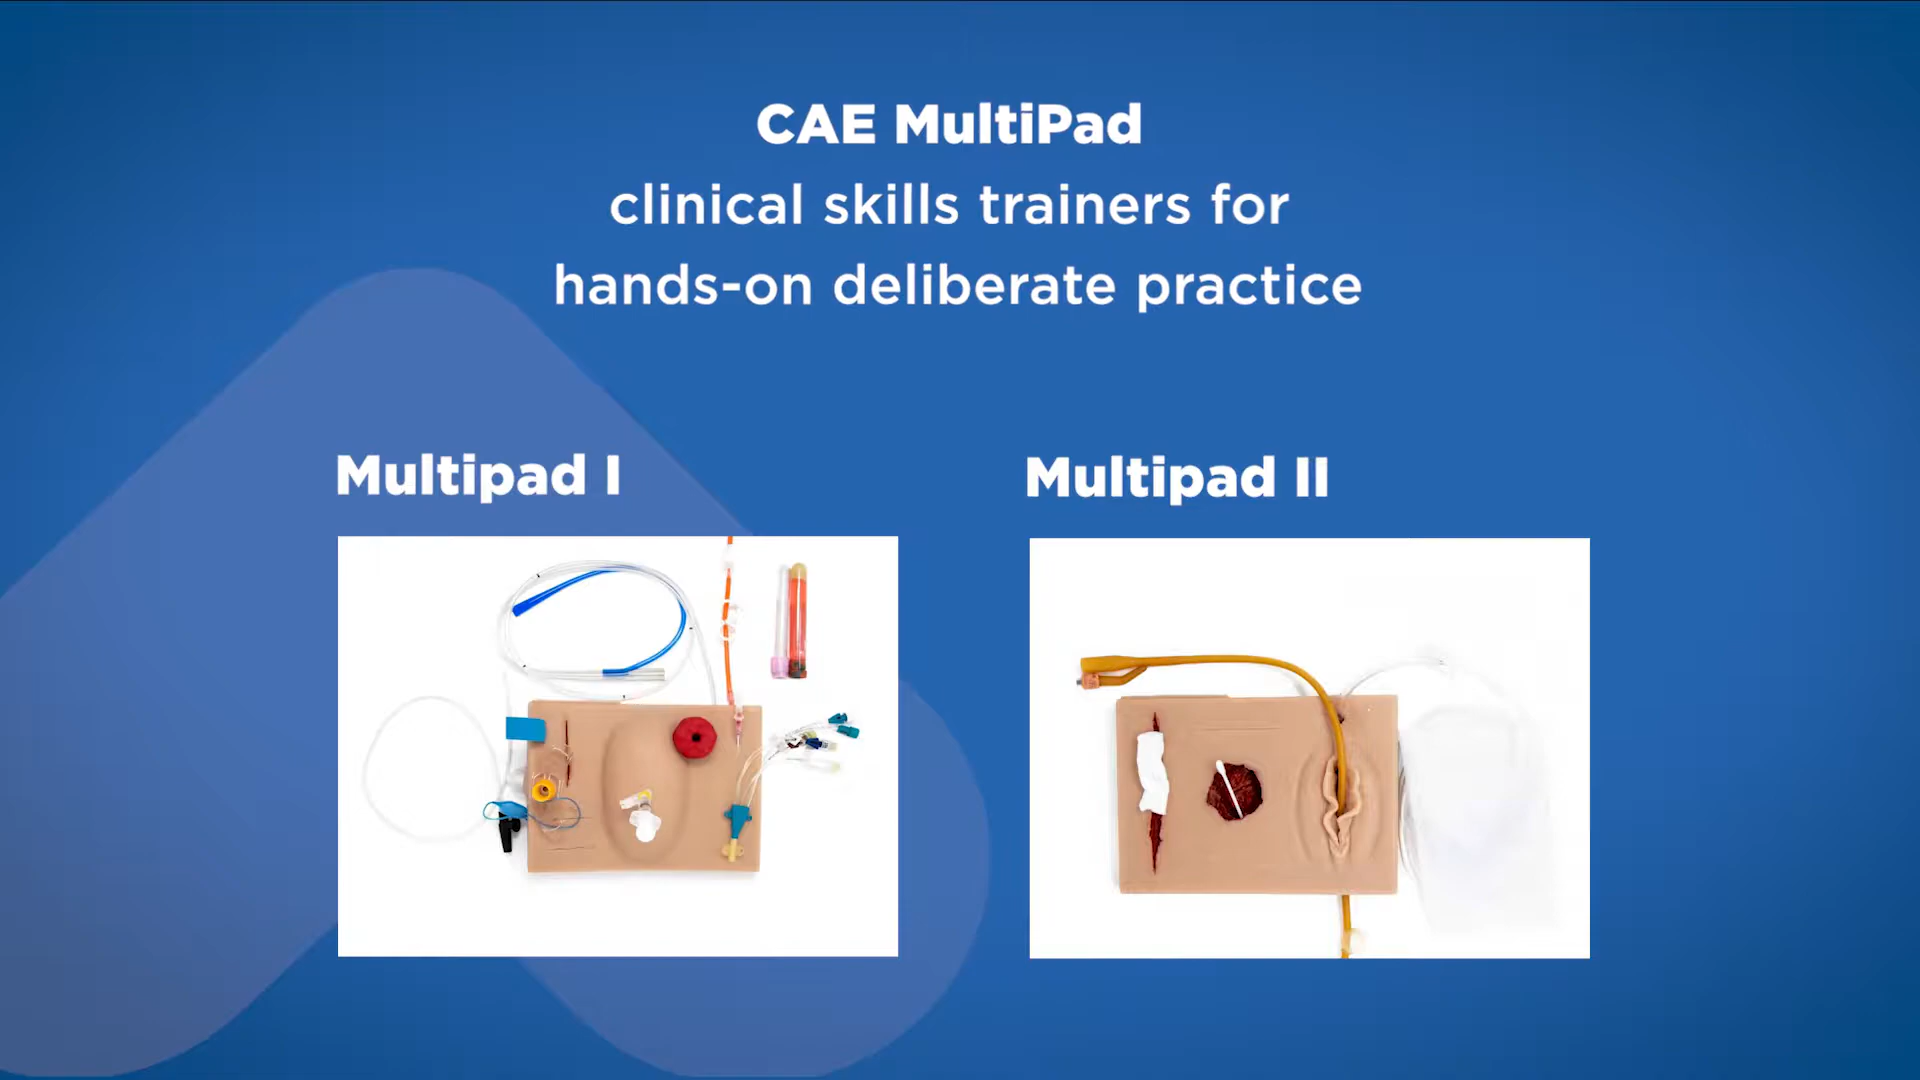 CAE MultiPad
clinical skills trainers for
hands-on deliberate practice
Multipad I
Multipad II